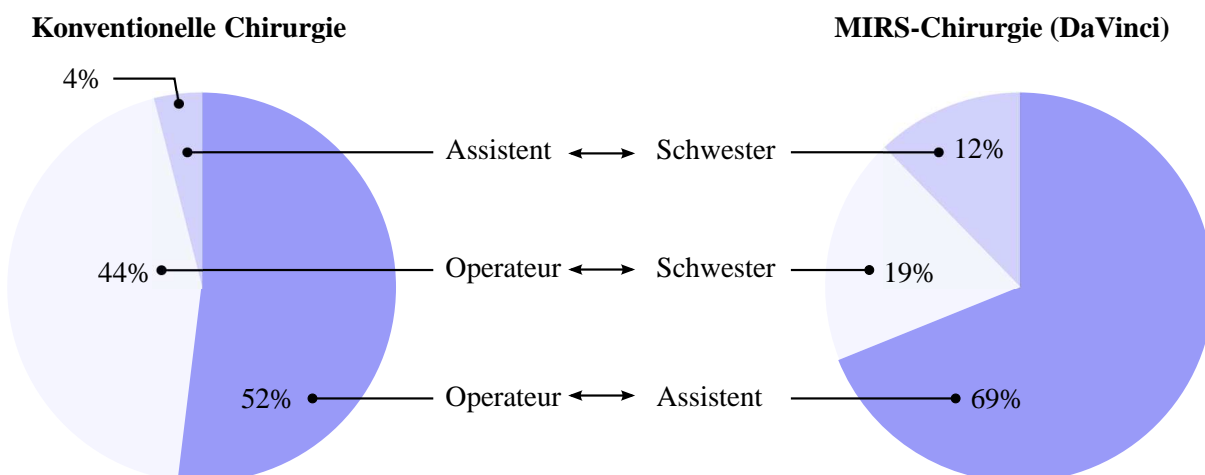 Konventionelle Chirurgie
MIRS-Chirurgie (DaVinci)
4%
Assistent
Schwester
12%
44%
Operateur
Schwester
19%
52%
Operateur
Assistent
69%